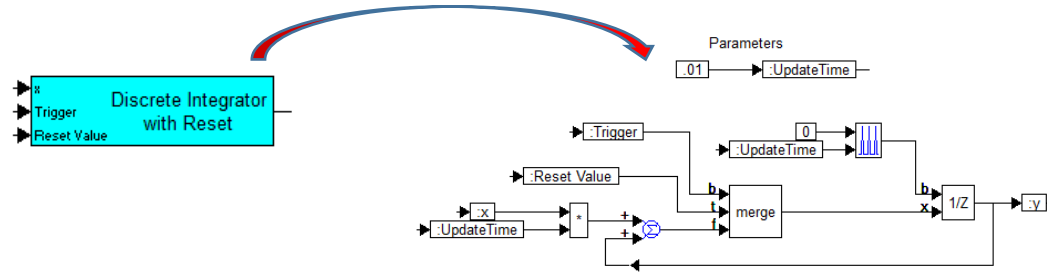 Parameters
.01
:UpdateTime
x
Trigger
Reset Value
Discrete Integrator
with Reset
:Trigger
0
:UpdateTime
:Reset Value
b
t
f
merge
b
x
1/Z
:y
:x
:UpdateTime
*
+
+
Σ